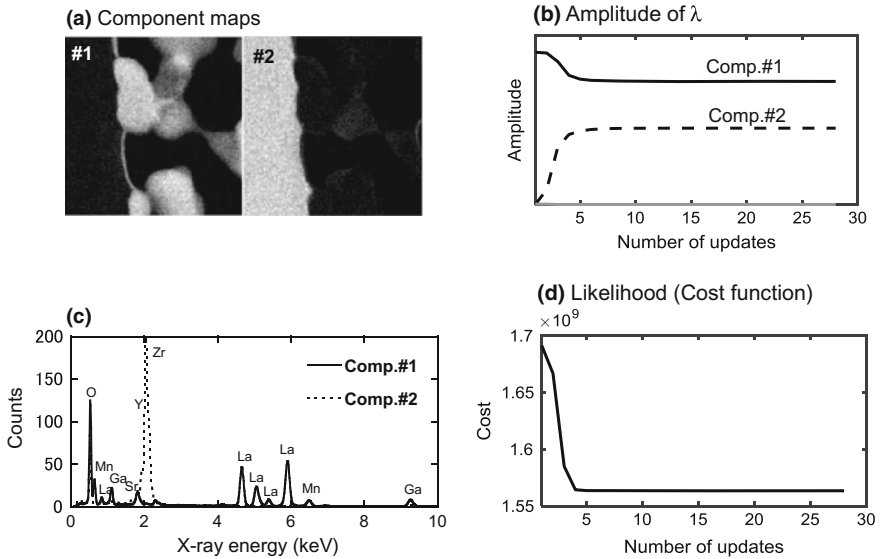 (a) Component maps
#1
#2
(b) Amplitude of λ
Amplitude
Comp.#1
Comp.#2
5 10 15 20 25 30
Number of updates
(c)
200
150
100
50
0
Counts
O
Mn
La
Ga
Sr
Y
Zr
La
La
La
La
Mn
Ga
Comp.#1
Comp.#2
0 2 4 6 8 10
X-ray energy (keV)
(d) Likelihood (Cost function)
×10⁹
1.7
1.65
1.6
1.55
Cost
5 10 15 20 25 30
Number of updates